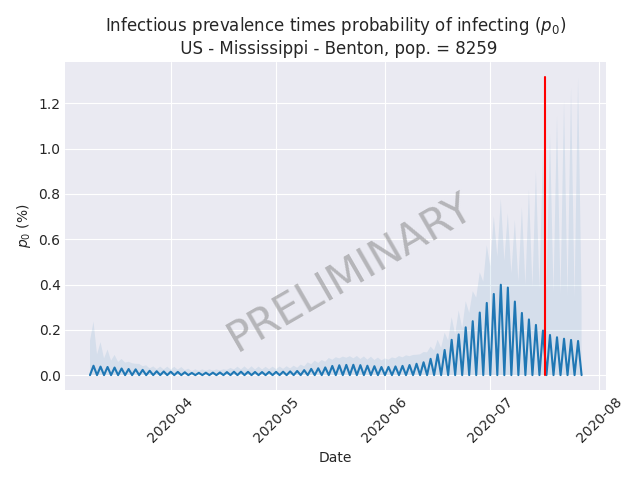 Infectious prevalence times probability of infecting (p₀)
US - Mississippi - Benton, pop. = 8259
1.2
1.0
0.8
0.6
0.4
0.2
0.0
p₀ (%)
PRELIMINARY
2020-04
2020-05
2020-06
2020-07
2020-08
Date